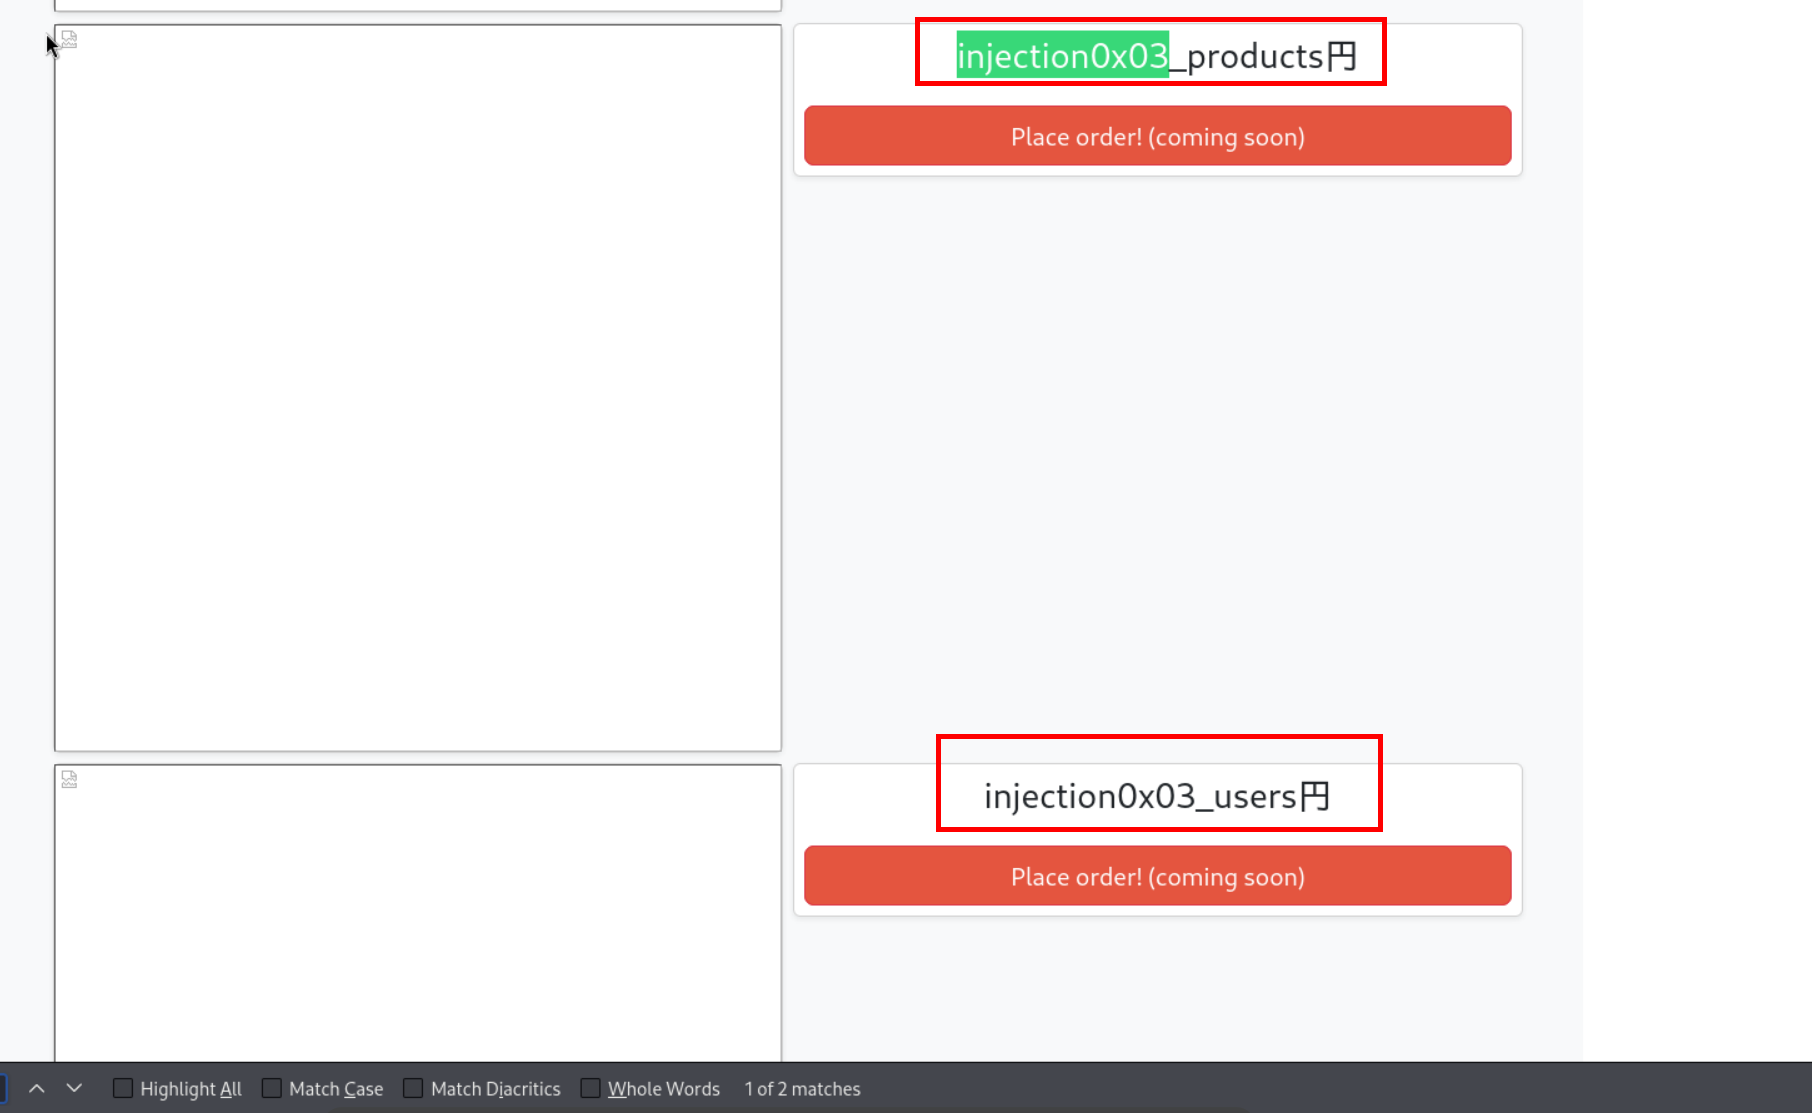 injection0x03_products円
Place order! (coming soon)
injection0x03_users円
Place order! (coming soon)
Highlight All Match Case Match Diacritics Whole Words 1 of 2 matches